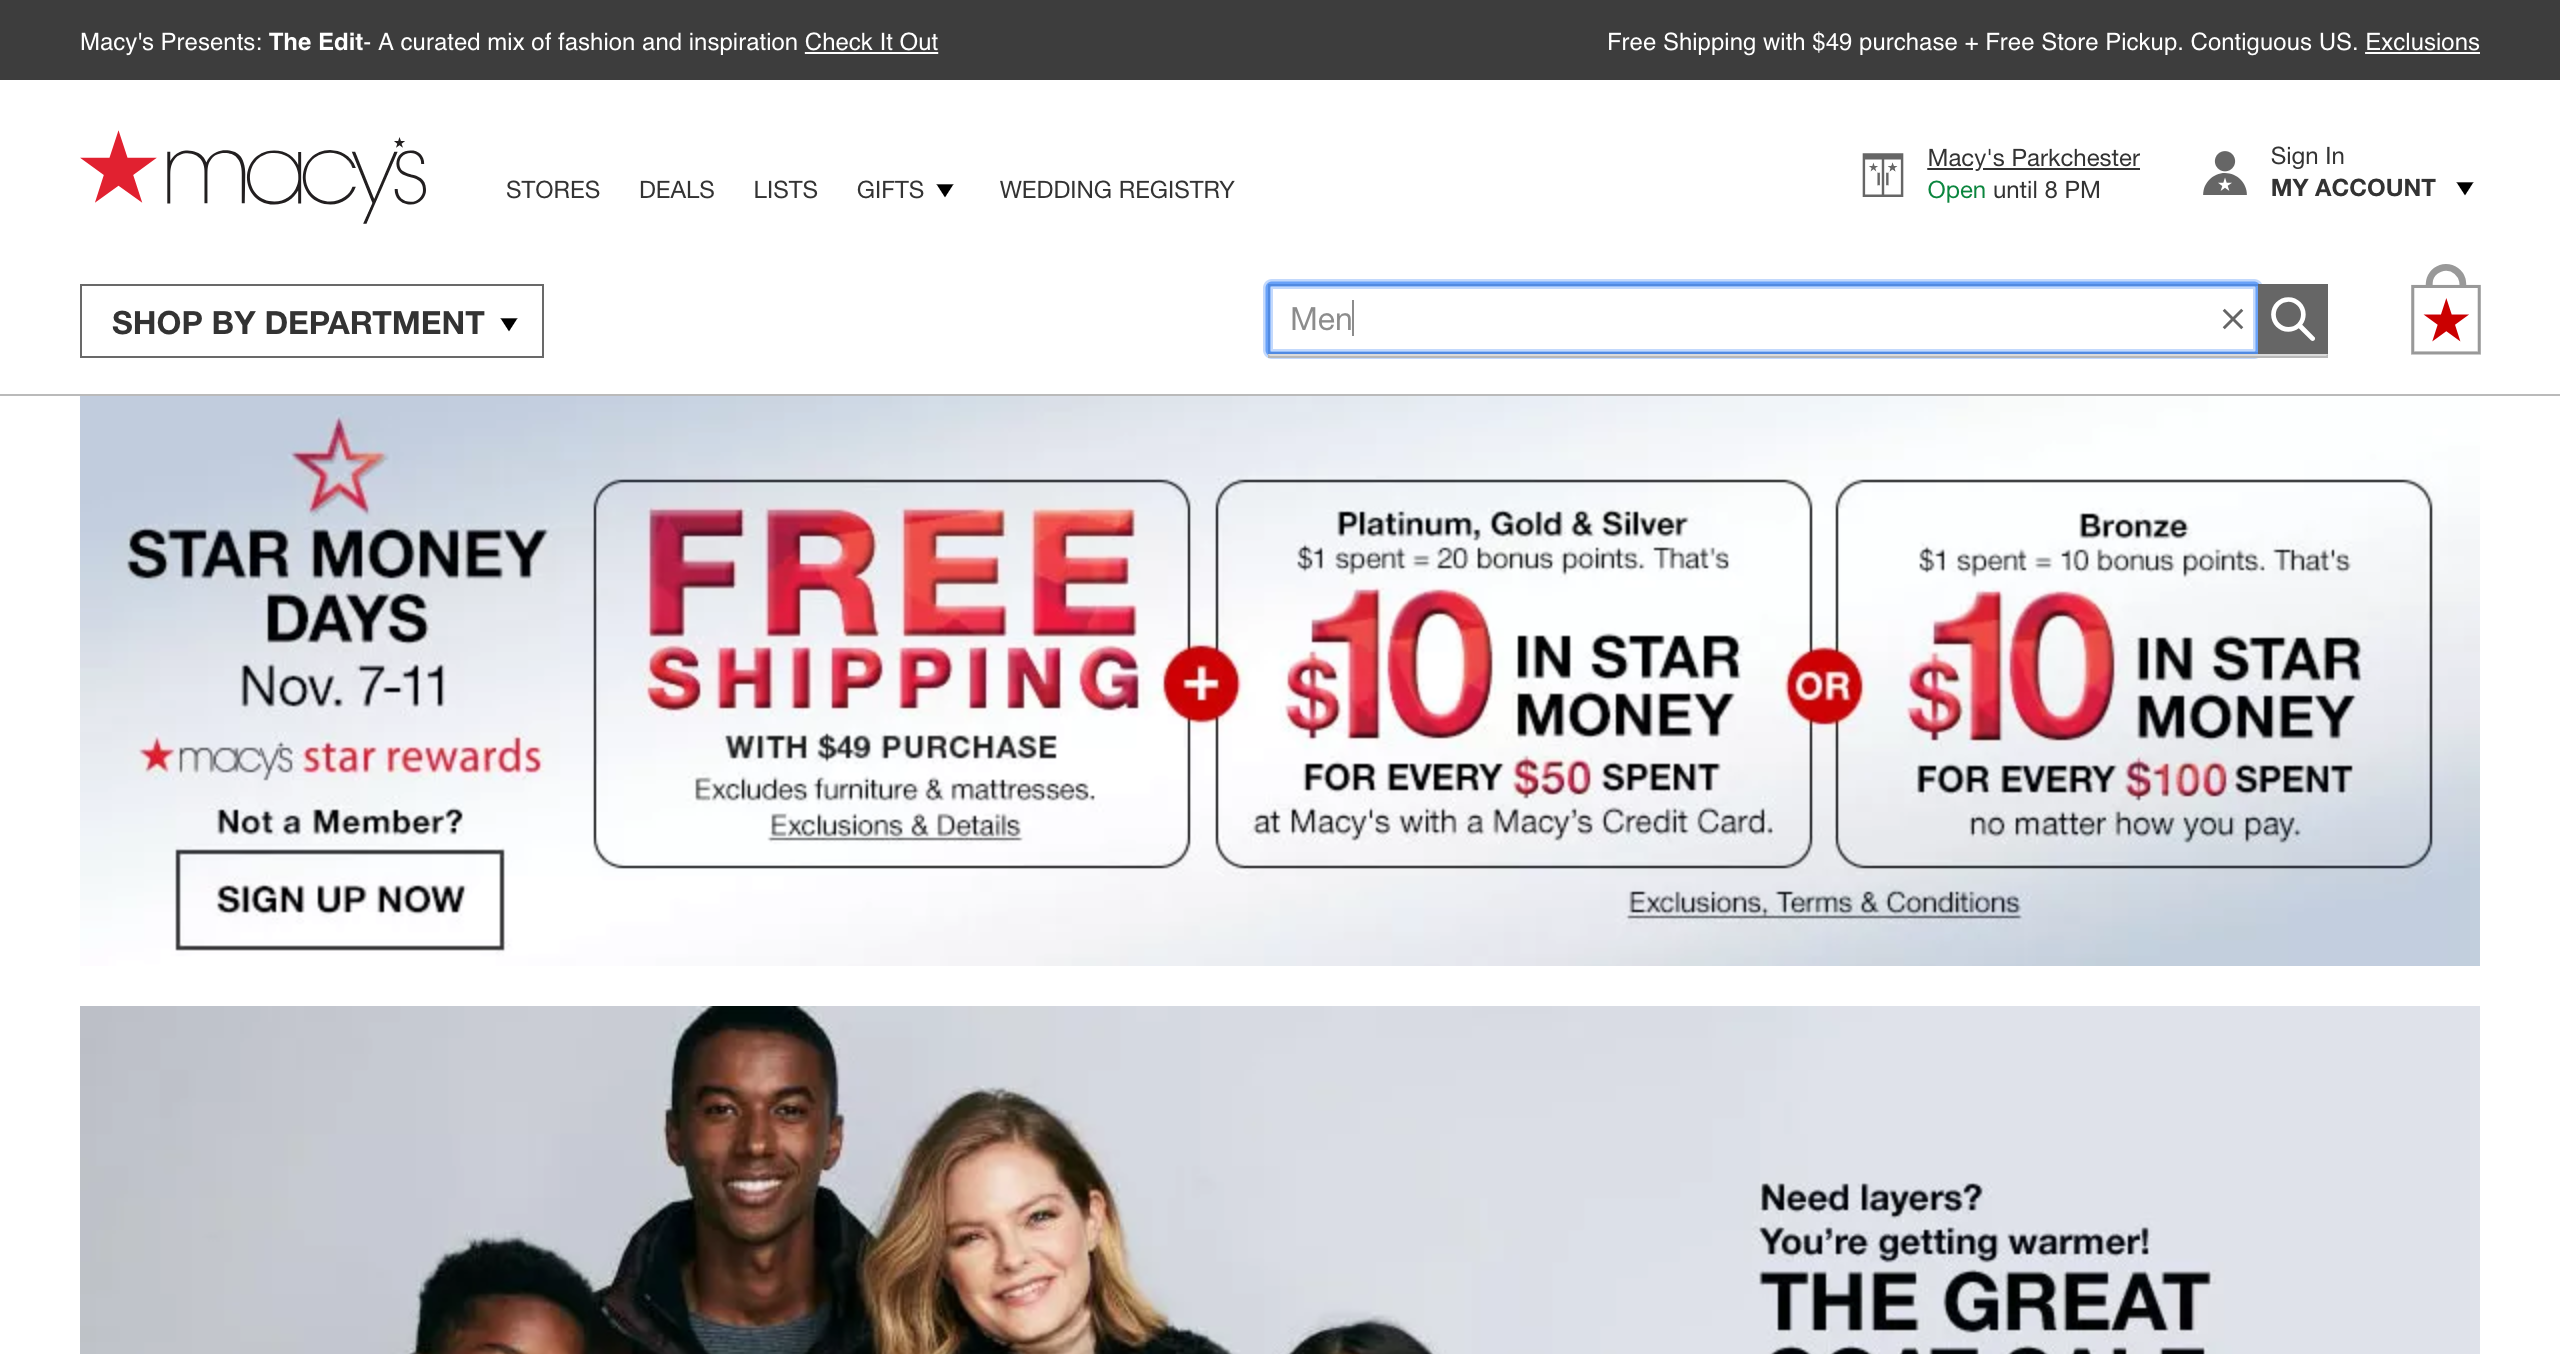 Macy's Presents: The Edit- A curated mix of fashion and inspiration Check It Out
Free Shipping with $49 purchase + Free Store Pickup. Contiguous US. Exclusions
macy's
STORES
DEALS
LISTS
GIFTS
WEDDING REGISTRY
Macy's Parkchester
Open until 8 PM
Sign In
MY ACCOUNT
SHOP BY DEPARTMENT
Men
STAR MONEY
DAYS
Nov. 7-11
macy's star rewards
Not a Member?
SIGN UP NOW
FREE
SHIPPING
WITH $49 PURCHASE
Excludes furniture & mattresses.
Exclusions & Details
+
Platinum, Gold & Silver
$1 spent = 20 bonus points. That's
$10 IN STAR
MONEY
FOR EVERY $50 SPENT
at Macy's with a Macy's Credit Card.
OR
Bronze
$1 spent = 10 bonus points. That's
$10 IN STAR
MONEY
FOR EVERY $100 SPENT
no matter how you pay.
Exclusions, Terms & Conditions
Need layers?
You're getting warmer!
THE GREAT